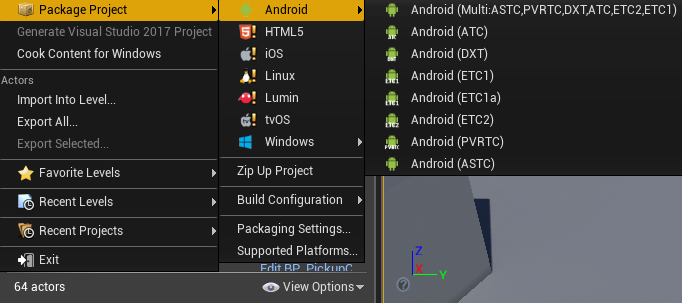 Package Project
Generate Visual Studio 2017 Project
Cook Content for Windows
Actors
Import Into Level...
Export All...
Export Selected...
Favorite Levels
Recent Levels
Recent Projects
Exit
64 actors
Android
HTML5
iOS
Linux
Lumin
tvOS
Windows
Zip Up Project
Build Configuration
Packaging Settings...
Supported Platforms...
Edit BP_PickupC
View Options
Android (Multi:ASTC,PVRTC,DXT,ATC,ETC2,ETC1)
Android (ATC)
Android (DXT)
Android (ETC1)
Android (ETC1a)
Android (ETC2)
Android (PVRTC)
Android (ASTC)
Z
X
Y